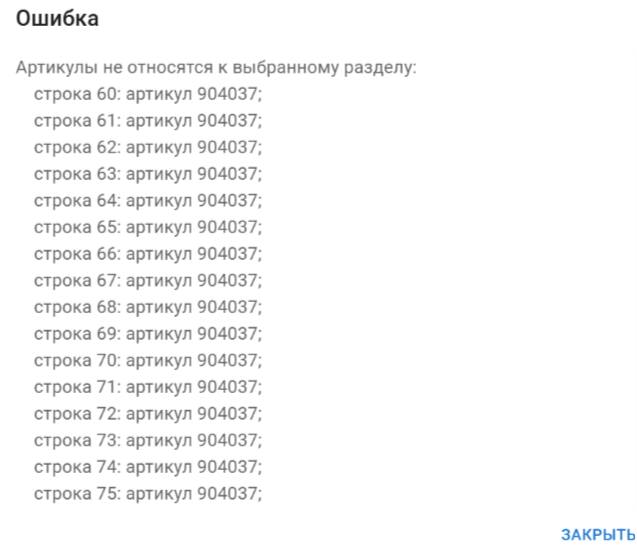 Ошибка
Артикулы не относятся к выбранному разделу:
строка 60: артикул 904037;
строка 61: артикул 904037;
строка 62: артикул 904037;
строка 63: артикул 904037;
строка 64: артикул 904037;
строка 65: артикул 904037;
строка 66: артикул 904037;
строка 67: артикул 904037;
строка 68: артикул 904037;
строка 69: артикул 904037;
строка 70: артикул 904037;
строка 71: артикул 904037;
строка 72: артикул 904037;
строка 73: артикул 904037;
строка 74: артикул 904037;
строка 75: артикул 904037;
ЗАКРЫТЬ